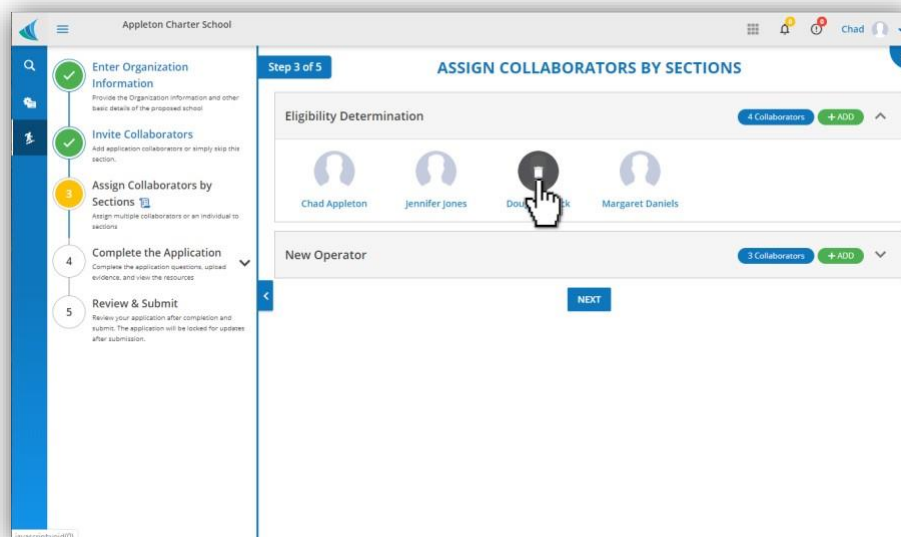 Appleton Charter School
0
0
Chad
Enter Organization
Information
Provide the Organization Information and other
basic details of the proposed school
Invite Collaborators
Add application collaborators or simply skip this
section.
3
Assign Collaborators by
Sections
Assign multiple collaborators or an individual to
sections
4
Complete the Application
Complete the application questions, upload
evidence, and view the resources
5
Review & Submit
Review your application after completion and
submit. The application will be locked for updates
after submission.
Step 3 of 5
ASSIGN COLLABORATORS BY SECTIONS
Eligibility Determination
4 Collaborators
+ ADD
Chad Appleton
Jennifer Jones
Margaret Daniels
New Operator
3 Collaborators
+ ADD
NEXT